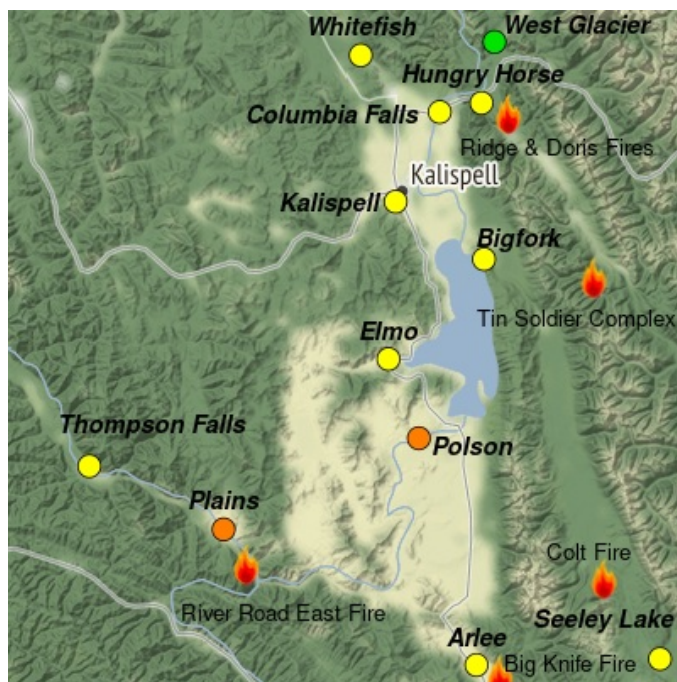 Whitefish
West Glacier
Hungry Horse
Columbia Falls
Ridge & Doris Fires
Kalispell
Kalispell
Bigfork
Tin Soldier Complex
Elmo
Thompson Falls
Polson
Plains
Colt Fire
River Road East Fire
Seeley Lake
Arlee
Big Knife Fire